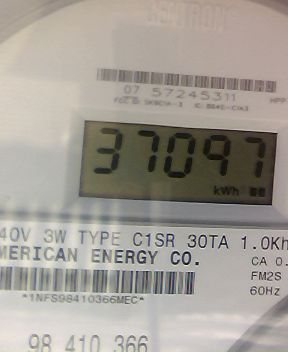 CENTRON
07 57245311
37097
kWh
40V 3W TYPE C1SR 30TA 1.0Kh
MERICAN ENERGY CO.
CA 0.
FM2S
60Hz
*1NFS98410366MEC*
98 410 366